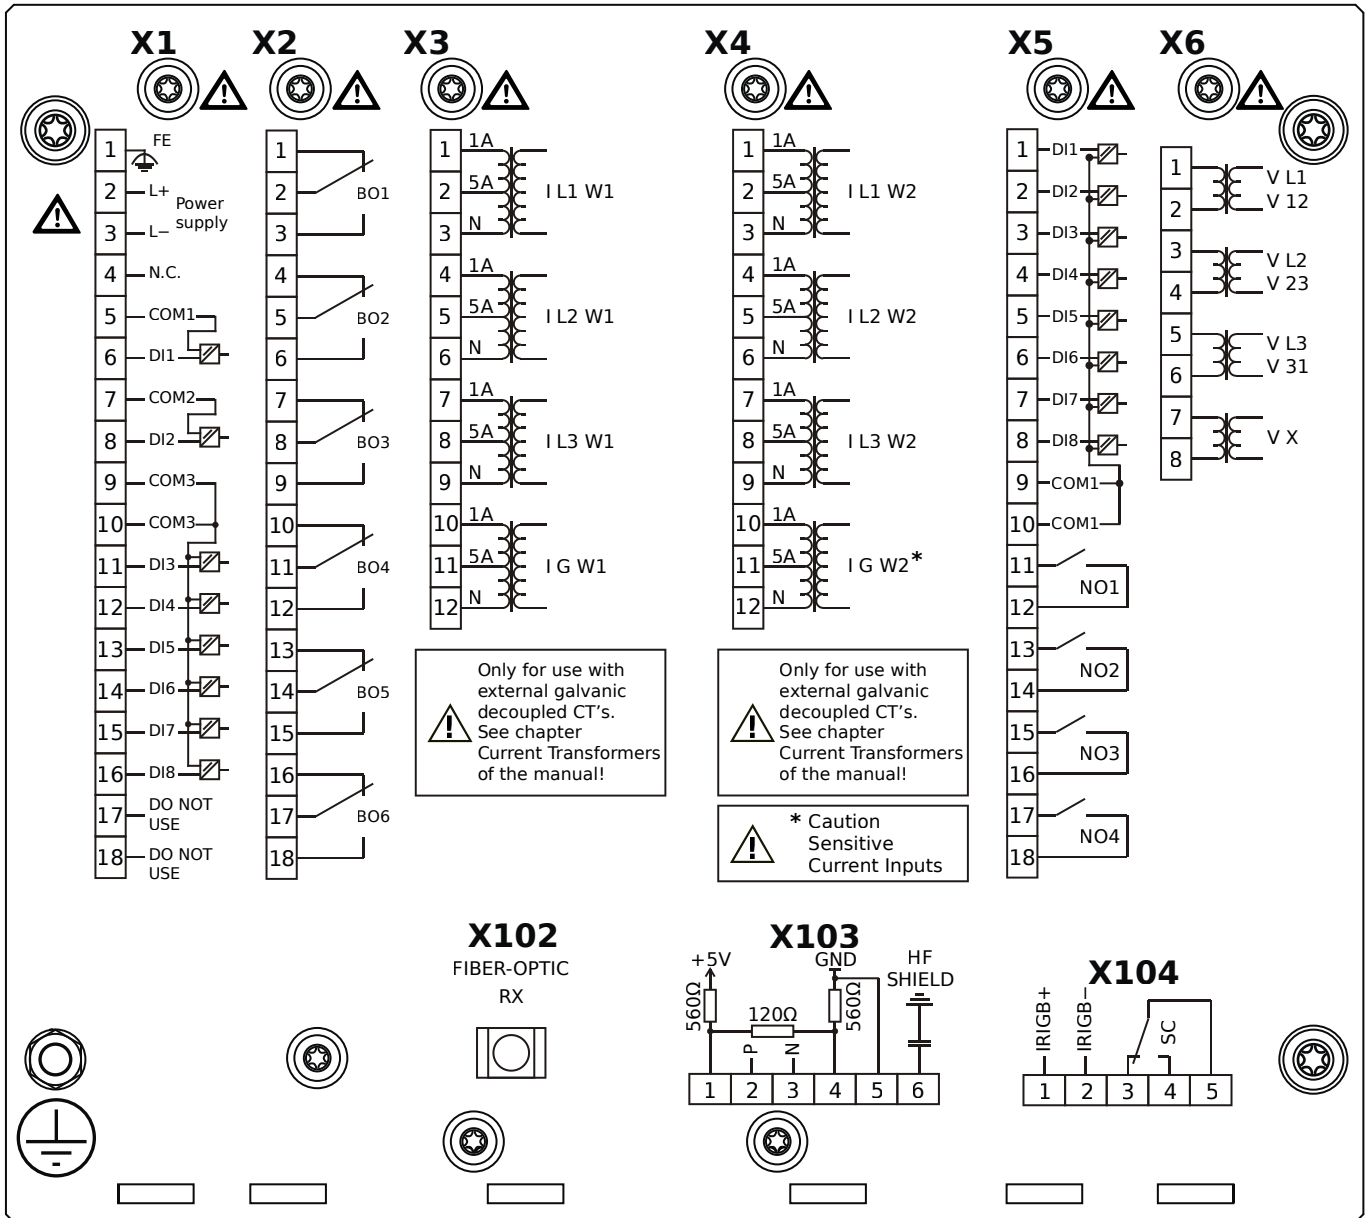 X1
X2
X3
X4
X5
X6
1 FE
2 L+
Power
supply
3 L−
4 N.C.
5 COM1
6 DI1
7 COM2
8 DI2
9 COM3
10 COM3
11 DI3
12 DI4
13 DI5
14 DI6
15 DI7
16 DI8
17 DO NOT
USE
18 DO NOT
USE
1
2 BO1
3
4
5 BO2
6
7
8 BO3
9
10
11 BO4
12
13
14 BO5
15
16
17 BO6
18
1 1A
2 5A I L1 W1
3 N
4 1A
5 5A I L2 W1
6 N
7 1A
8 5A I L3 W1
9 N
10 1A
11 5A I G W1
12 N
Only for use with
external galvanic
decoupled CT's.
See chapter
Current Transformers
of the manual!
1 1A
2 5A I L1 W2
3 N
4 1A
5 5A I L2 W2
6 N
7 1A
8 5A I L3 W2
9 N
10 1A
11 5A I G W2*
12 N
Only for use with
external galvanic
decoupled CT's.
See chapter
Current Transformers
of the manual!
* Caution
Sensitive
Current Inputs
1 DI1
2 DI2
3 DI3
4 DI4
5 DI5
6 DI6
7 DI7
8 DI8
9 COM1
10 COM1
11
NO1
12
13
NO2
14
15
NO3
16
17
NO4
18
1 V L1
2 V 12
3 V L2
4 V 23
5 V L3
6 V 31
7
V X
8
X102
FIBER-OPTIC
RX
X103
+5V
GND
HF
SHIELD
560Ω
120Ω
560Ω
P
N
1 2 3 4 5 6
X104
IRIGB+
IRIGB−
SC
1 2 3 4 5